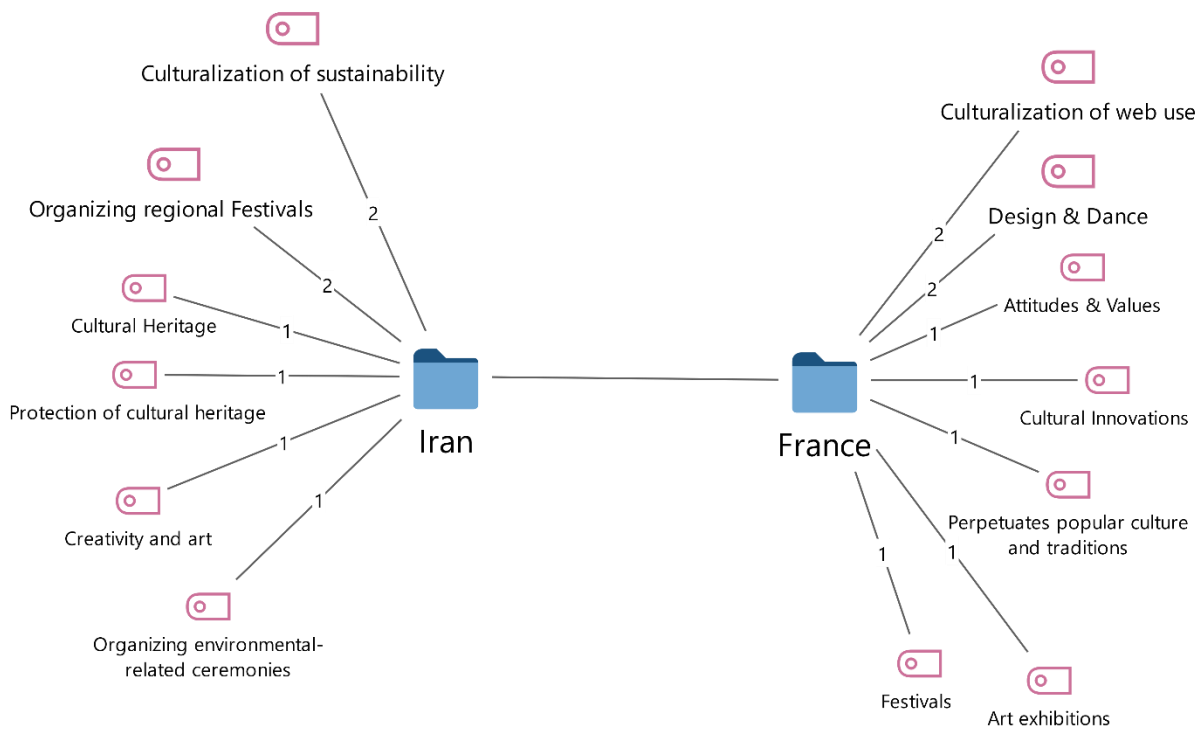 Culturalization of sustainability
2
Organizing regional Festivals
2
Cultural Heritage
1
Protection of cultural heritage
1
Creativity and art
1
Organizing environmental-
related ceremonies
1
Iran
France
Culturalization of web use
2
Design & Dance
2
Attitudes & Values
1
Cultural Innovations
1
Perpetuates popular culture
and traditions
1
Festivals
1
Art exhibitions
1